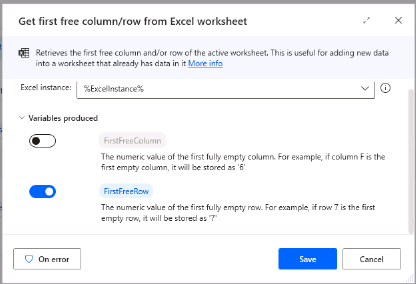 Get first free column/row from Excel worksheet
Retrieves the first free column and/or row of the active worksheet. This is useful for adding new data
into a worksheet that already has data in it More info
Excel instance:
%ExcelInstance%
Variables produced
FirstFreeColumn
The numeric value of the first fully empty column. For example, if column F is the
first empty column, it will be stored as '6'
FirstFreeRow
The numeric value of the first fully empty row. For example, if row 7 is the first
empty row, it will be stored as '7'
On error
Save
Cancel